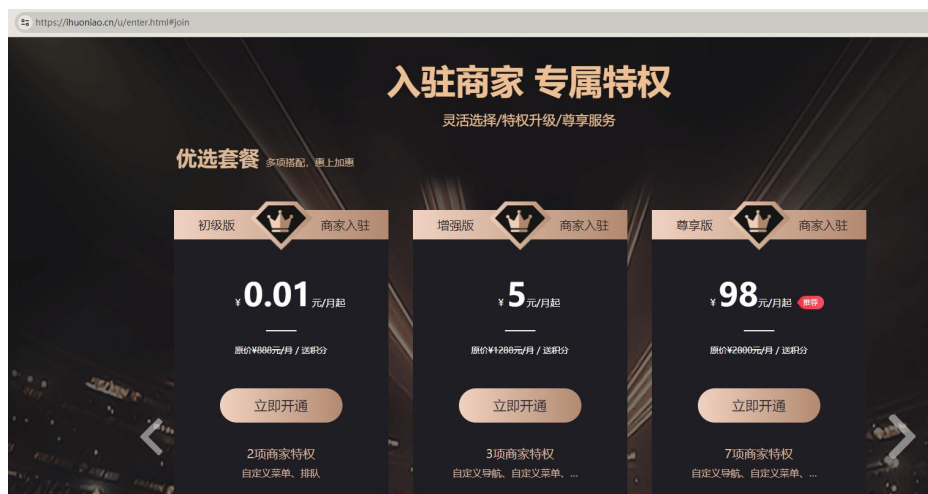 https://ihuoniao.cn/u/enter.html#join
入驻商家 专属特权
灵活选择/特权升级/尊享服务
优选套餐 多项搭配，惠上加惠
初级版 商家入驻
¥0.01元/月起
原价¥888元/月 / 送积分
立即开通
2项商家特权
自定义菜单、排队
增强版 商家入驻
¥5元/月起
原价¥1288元/月 / 送积分
立即开通
3项商家特权
自定义导航、自定义菜单、...
尊享版 商家入驻
¥98元/月起 推荐
原价¥2800元/月 / 送积分
立即开通
7项商家特权
自定义导航、自定义菜单、...